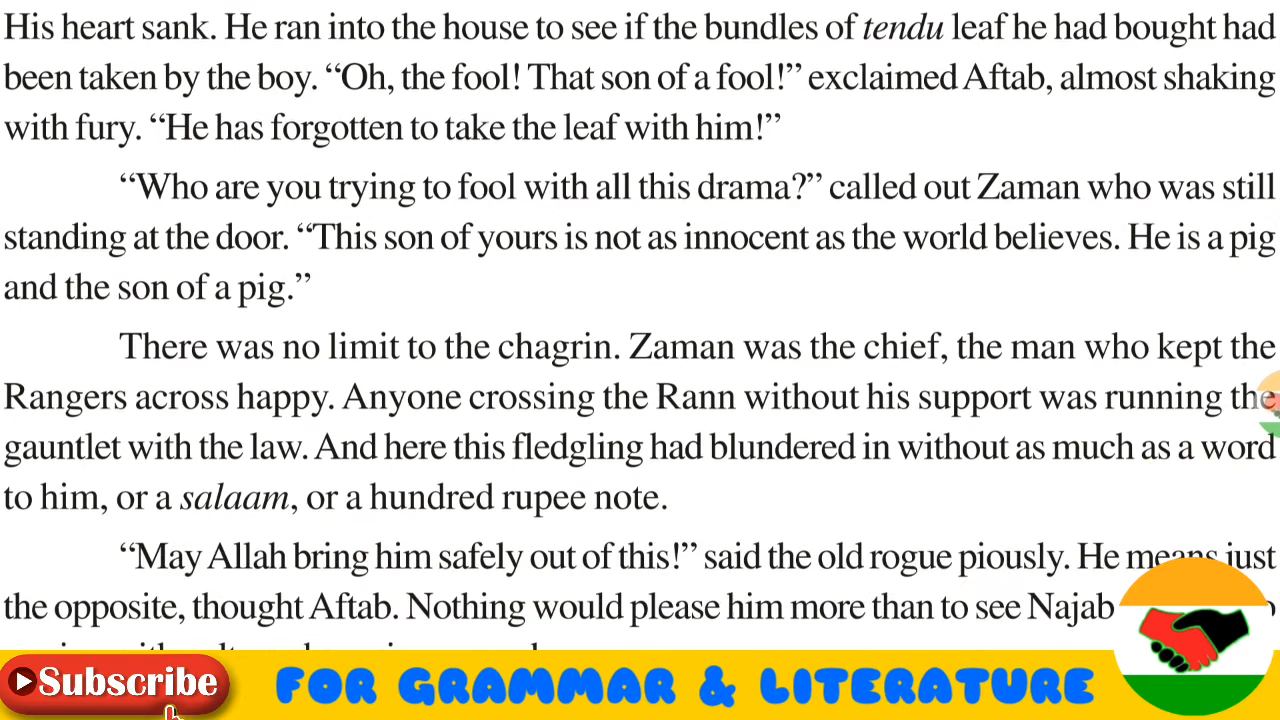 His heart sank. He ran into the house to see if the bundles of tendu leaf he had bought had
been taken by the boy. “Oh, the fool! That son of a fool!” exclaimed Aftab, almost shaking
with fury. “He has forgotten to take the leaf with him!”
“Who are you trying to fool with all this drama?” called out Zaman who was still
standing at the door. “This son of yours is not as innocent as the world believes. He is a pig
and the son of a pig.”
There was no limit to the chagrin. Zaman was the chief, the man who kept the
Rangers across happy. Anyone crossing the Rann without his support was running the
gauntlet with the law. And here this fledgling had blundered in without as much as a word
to him, or a salaam, or a hundred rupee note.
“May Allah bring him safely out of this!” said the old rogue piously. He means just
the opposite, thought Aftab. Nothing would please him more than to see Najab
Subscribe FOR GRAMMAR & LITERATURE